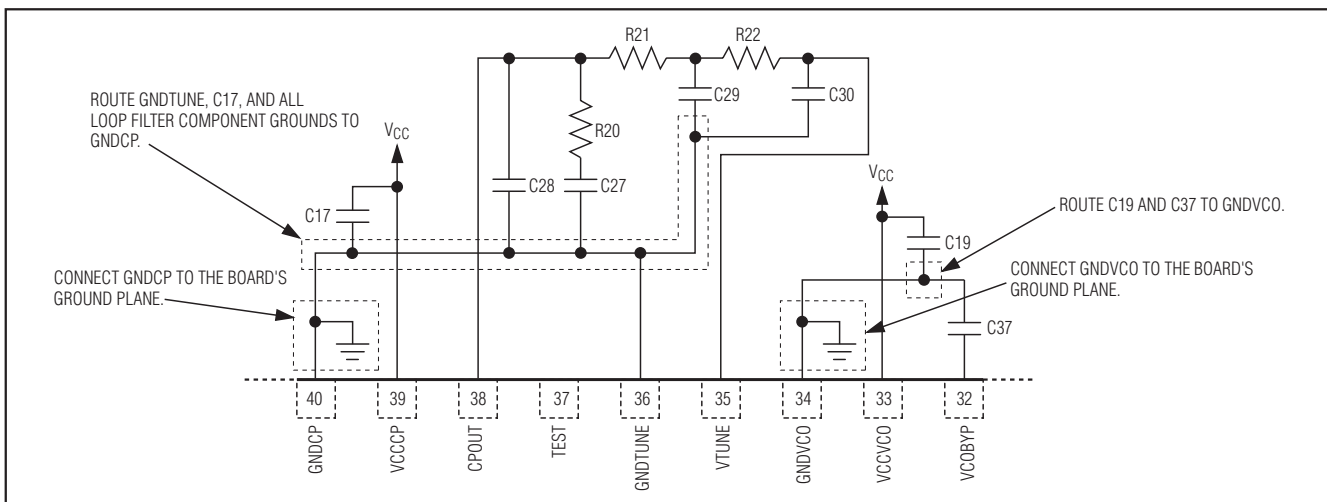 R21
R22
ROUTE GNDTUNE, C17, AND ALL
LOOP FILTER COMPONENT GROUNDS TO
GNDCP.
VCC
C29
C30
R20
C28
C27
C17
VCC
C19
ROUTE C19 AND C37 TO GNDVCO.
CONNECT GNDCP TO THE BOARD'S
GROUND PLANE.
CONNECT GNDVCO TO THE BOARD'S
GROUND PLANE.
C37
40
39
38
37
36
35
34
33
32
GNDCP
VCCCP
CPOUT
TEST
GNDTUNE
VTUNE
GNDVCO
VCCVCO
VCOBYP